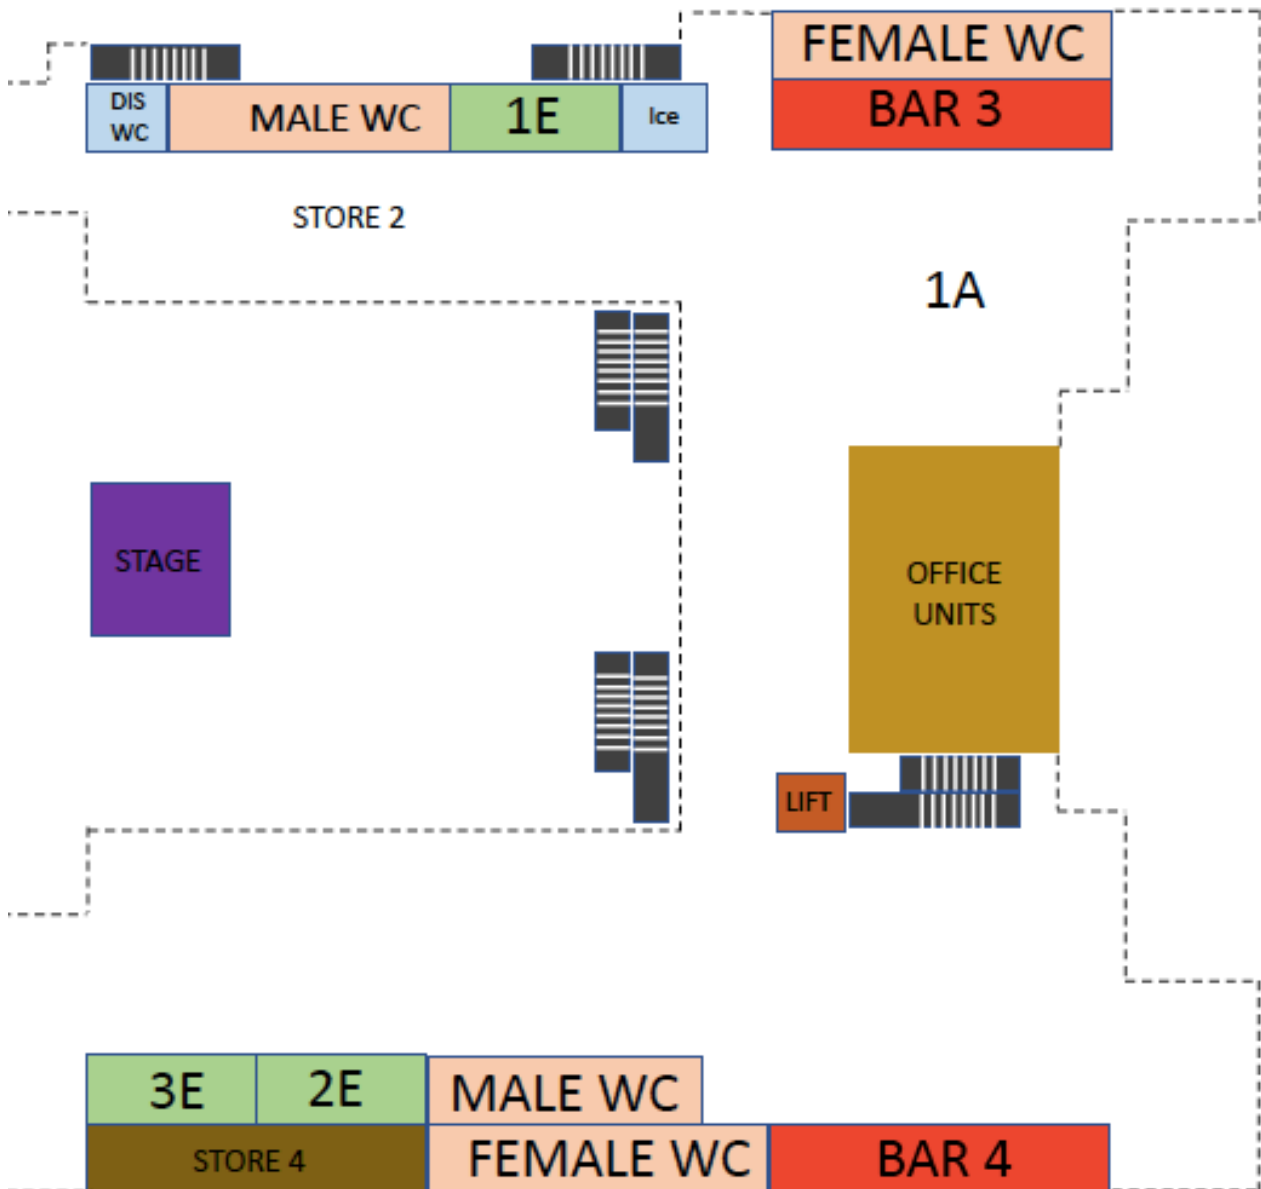 FEMALE WC
DIS
WC
MALE WC
1E
Ice
BAR 3
STORE 2
1A
STAGE
OFFICE
UNITS
LIFT
3E
2E
MALE WC
STORE 4
FEMALE WC
BAR 4